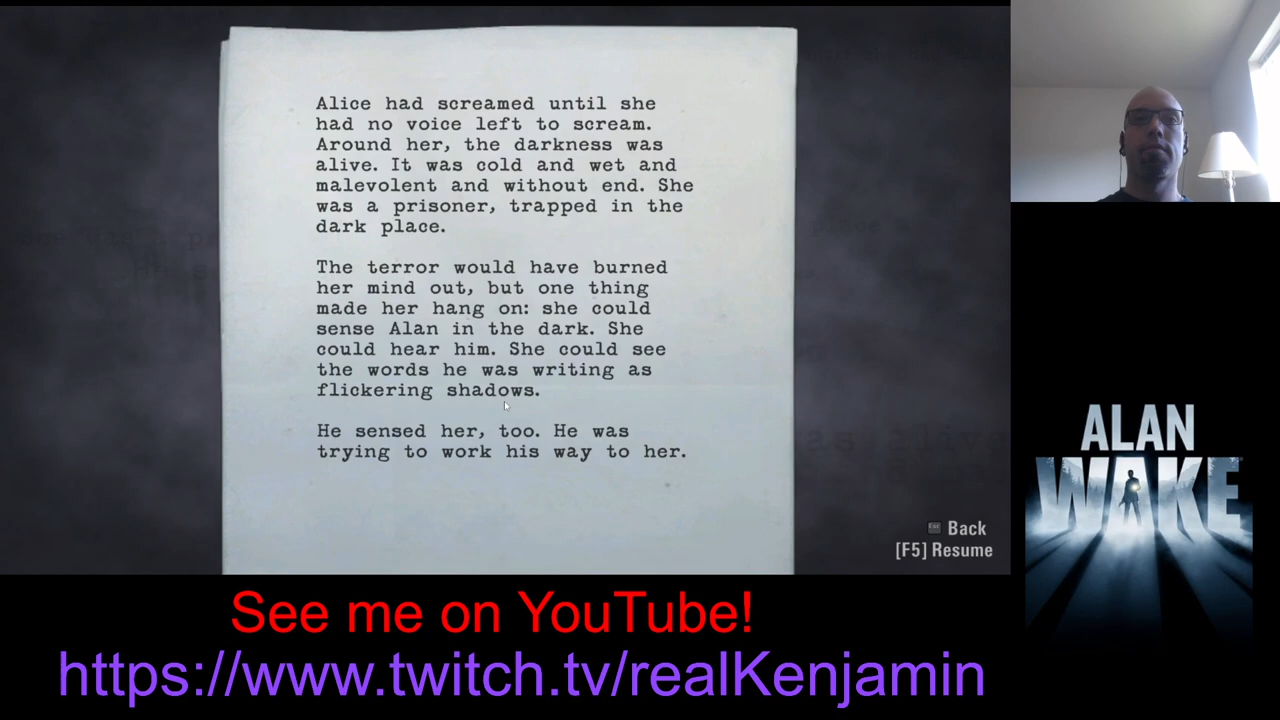 Alice had screamed until she
had no voice left to scream.
Around her, the darkness was
alive. It was cold and wet and
malevolent and without end. She
was a prisoner, trapped in the
dark place.
The terror would have burned
her mind out, but one thing
made her hang on: she could
sense Alan in the dark. She
could hear him. She could see
the words he was writing as
flickering shadows.
He sensed her, too. He was
trying to work his way to her.
Esc Back
[F5] Resume
ALAN
WAKE
See me on YouTube!
https://www.twitch.tv/realKenjamin